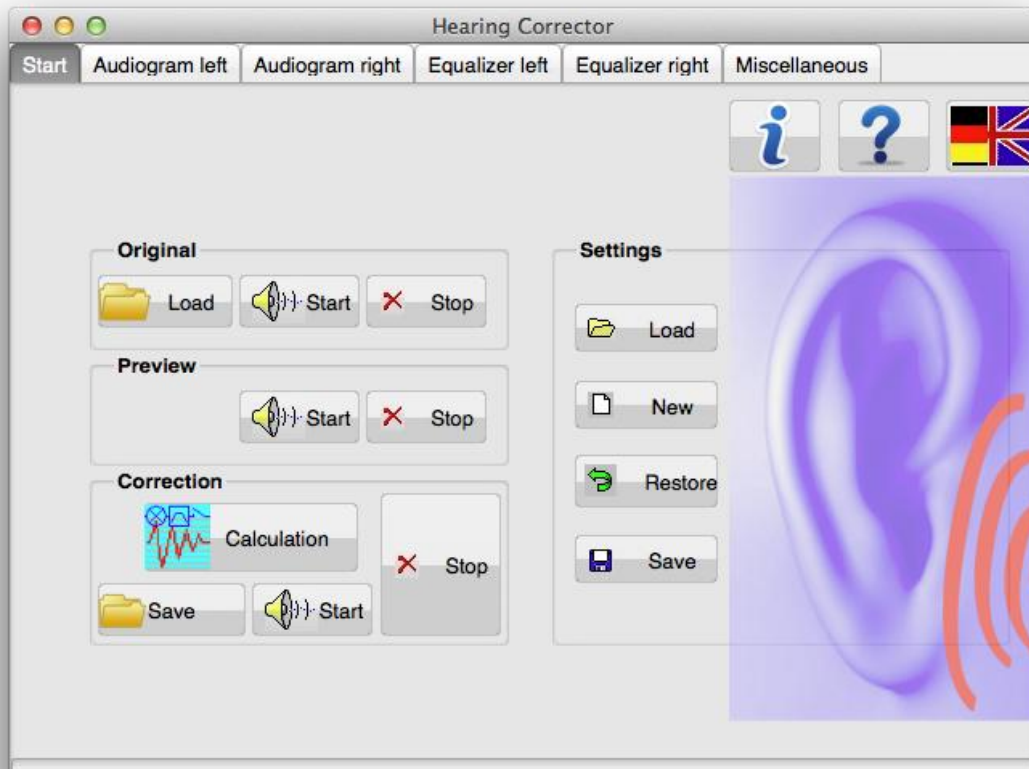 Hearing Corrector
Start Audiogram left Audiogram right Equalizer left Equalizer right Miscellaneous
Original
Load Start Stop
Preview
Start Stop
Correction
Calculation
Stop
Save Start
Settings
Load
New
Restore
Save